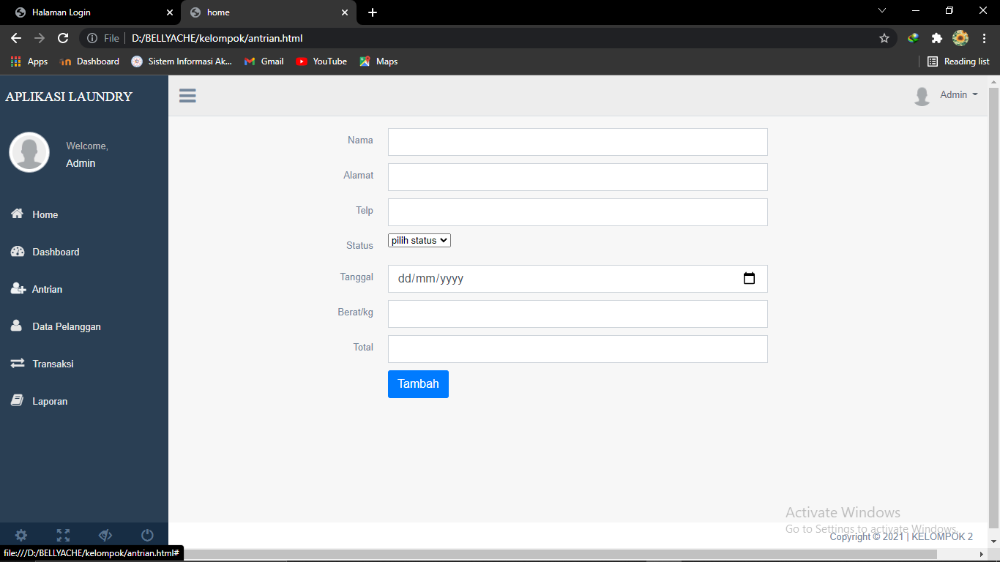 Halaman Login
home
File
D:/BELLYACHE/kelompok/antrian.html
Apps
Dashboard
Sistem Informasi Ak...
Gmail
YouTube
Maps
Reading list
APLIKASI LAUNDRY
Admin
Welcome,
Admin
Home
Dashboard
Antrian
Data Pelanggan
Transaksi
Laporan
Nama
Alamat
Telp
Status
pilih status
Tanggal
dd/mm/yyyy
Berat/kg
Total
Tambah
Activate Windows
Go to Settings to activate Windows.
Copyright © 2021 | KELOMPOK 2
file:///D:/BELLYACHE/kelompok/antrian.html#